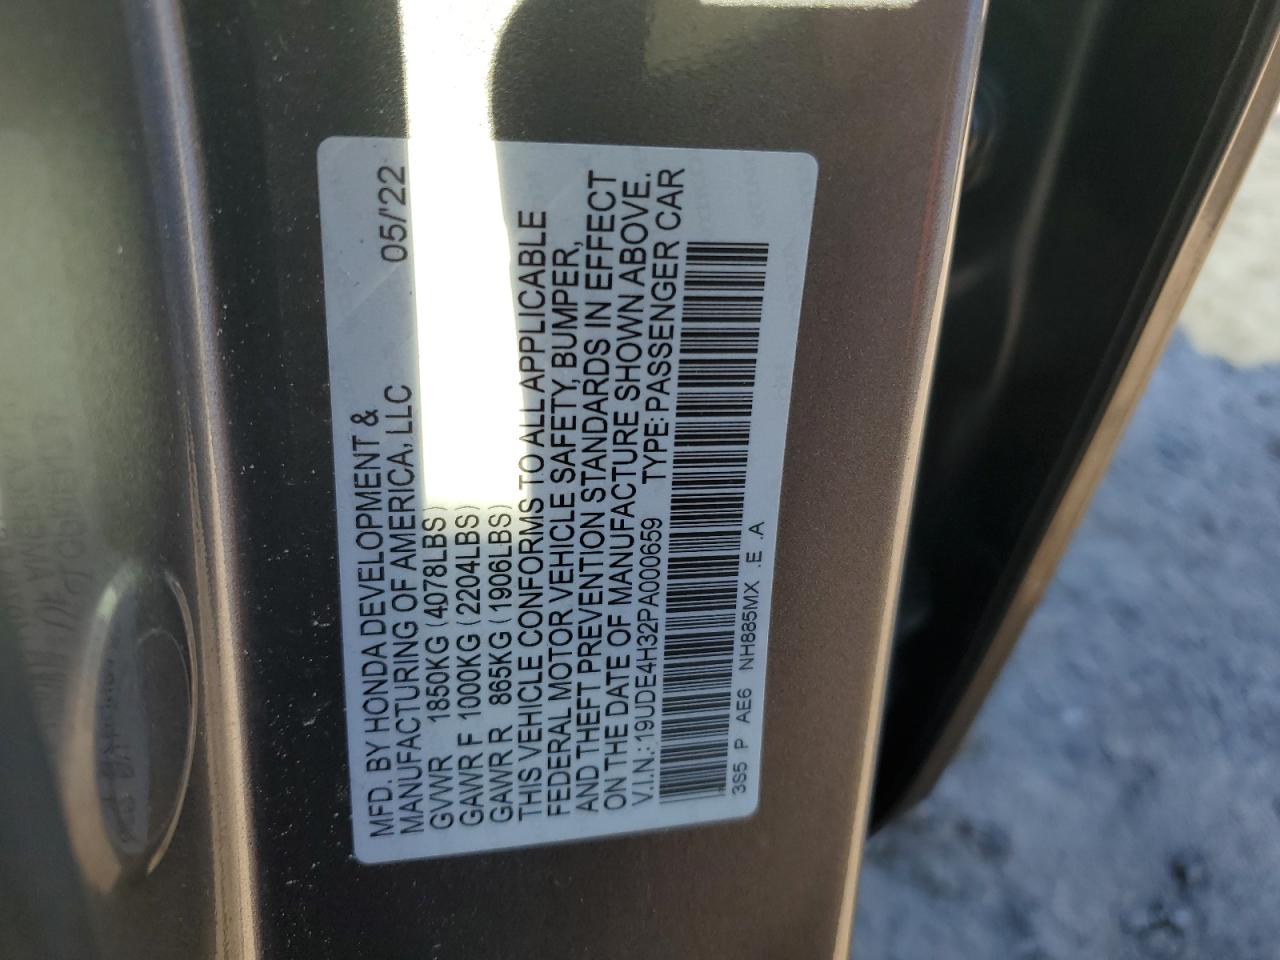 MFD. BY HONDA DEVELOPMENT &
MANUFACTURING OF AMERICA, LLC 05/'22
GVWR 1850KG (4078LBS)
GAWR F 1000KG (2204LBS)
GAWR R 865KG (1906LBS)
THIS VEHICLE CONFORMS TO ALL APPLICABLE
FEDERAL MOTOR VEHICLE SAFETY, BUMPER,
AND THEFT PREVENTION STANDARDS IN EFFECT
ON THE DATE OF MANUFACTURE SHOWN ABOVE.
V.I.N.: 19UDE4H32PA000659 TYPE: PASSENGER CAR
3S5 P AE6 NH885MX .E .A